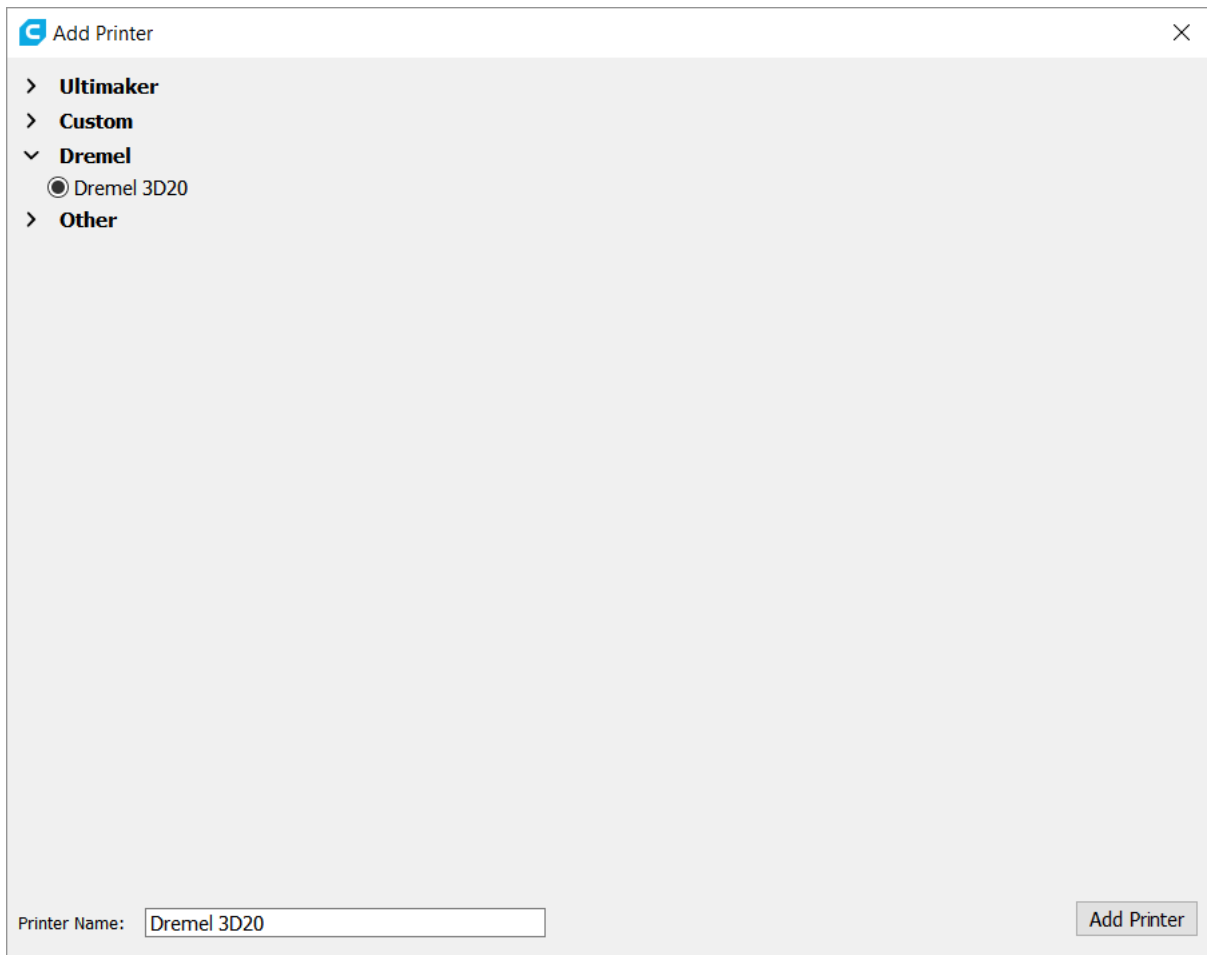 Add Printer
Ultimaker
Custom
Dremel
Dremel 3D20
Other
Printer Name: Dremel 3D20 Add Printer